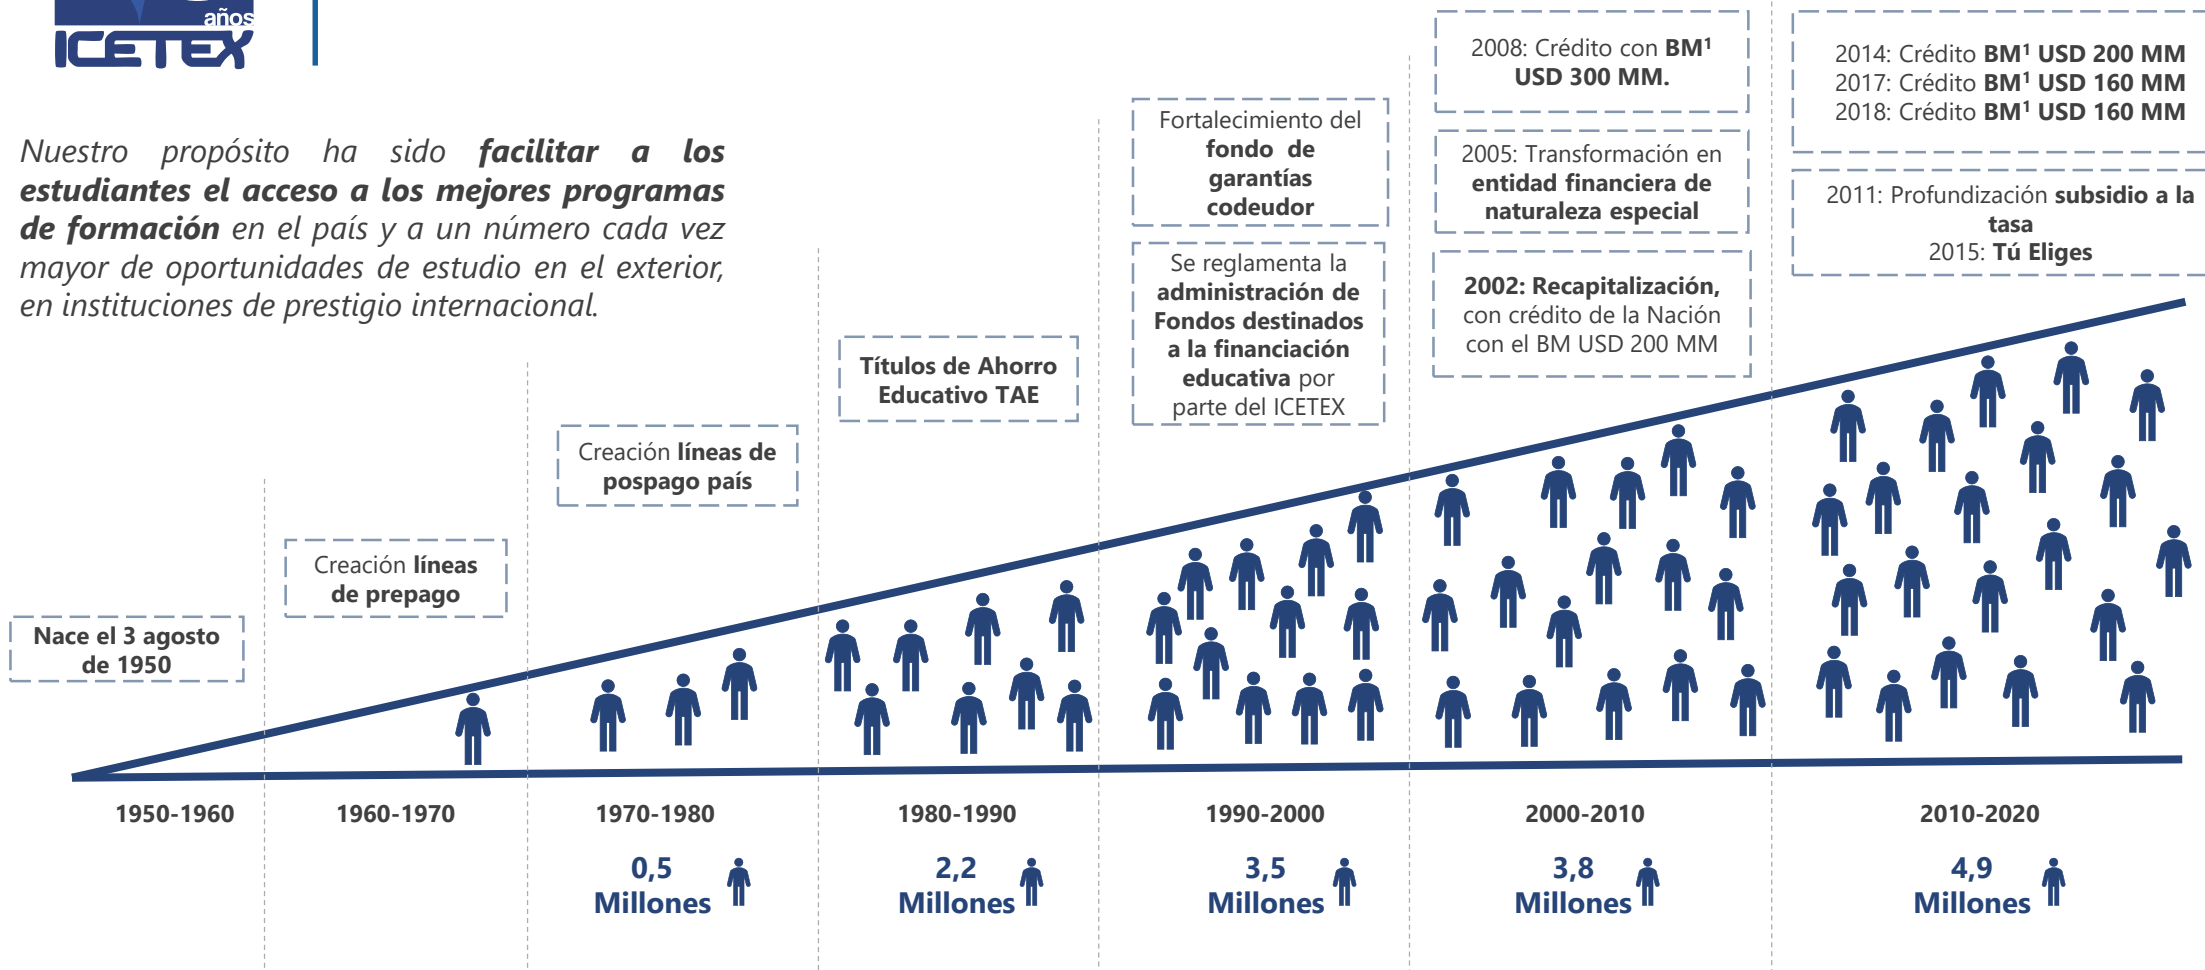 años
ICETEX
Nuestro propósito ha sido facilitar a los
estudiantes el acceso a los mejores programas
de formación en el país y a un número cada vez
mayor de oportunidades de estudio en el exterior,
en instituciones de prestigio internacional.
Nace el 3 agosto
de 1950
Creación líneas
de prepago
Creación líneas de
pospago país
Títulos de Ahorro
Educativo TAE
Fortalecimiento del
fondo de
garantías
codeudor
Se reglamenta la
administración de
Fondos destinados
a la financiación
educativa por
parte del ICETEX
2008: Crédito con BM¹
USD 300 MM.
2005: Transformación en
entidad financiera de
naturaleza especial
2002: Recapitalización,
con crédito de la Nación
con el BM USD 200 MM
2014: Crédito BM¹ USD 200 MM
2017: Crédito BM¹ USD 160 MM
2018: Crédito BM¹ USD 160 MM
2011: Profundización subsidio a la
tasa
2015: Tú Eliges
1950-1960
1960-1970
1970-1980
1980-1990
1990-2000
2000-2010
2010-2020
0,5
Millones
2,2
Millones
3,5
Millones
3,8
Millones
4,9
Millones